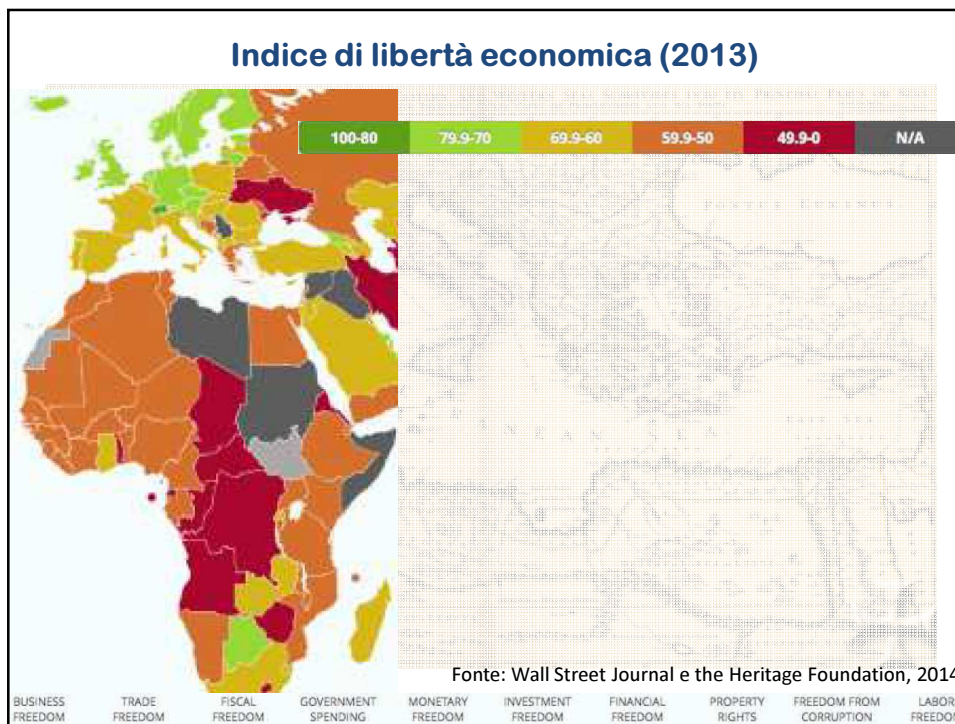 Indice di libertà economica (2013)
100-80 79.9-70 69.9-60 59.9-50 49.9-0 N/A
Fonte: Wall Street Journal e the Heritage Foundation, 2014
BUSINESS FREEDOM
TRADE FREEDOM
FISCAL FREEDOM
GOVERNMENT SPENDING
MONETARY FREEDOM
INVESTMENT FREEDOM
FINANCIAL FREEDOM
PROPERTY RIGHTS
FREEDOM FROM CORRUPTION
LABOR FREEDOM